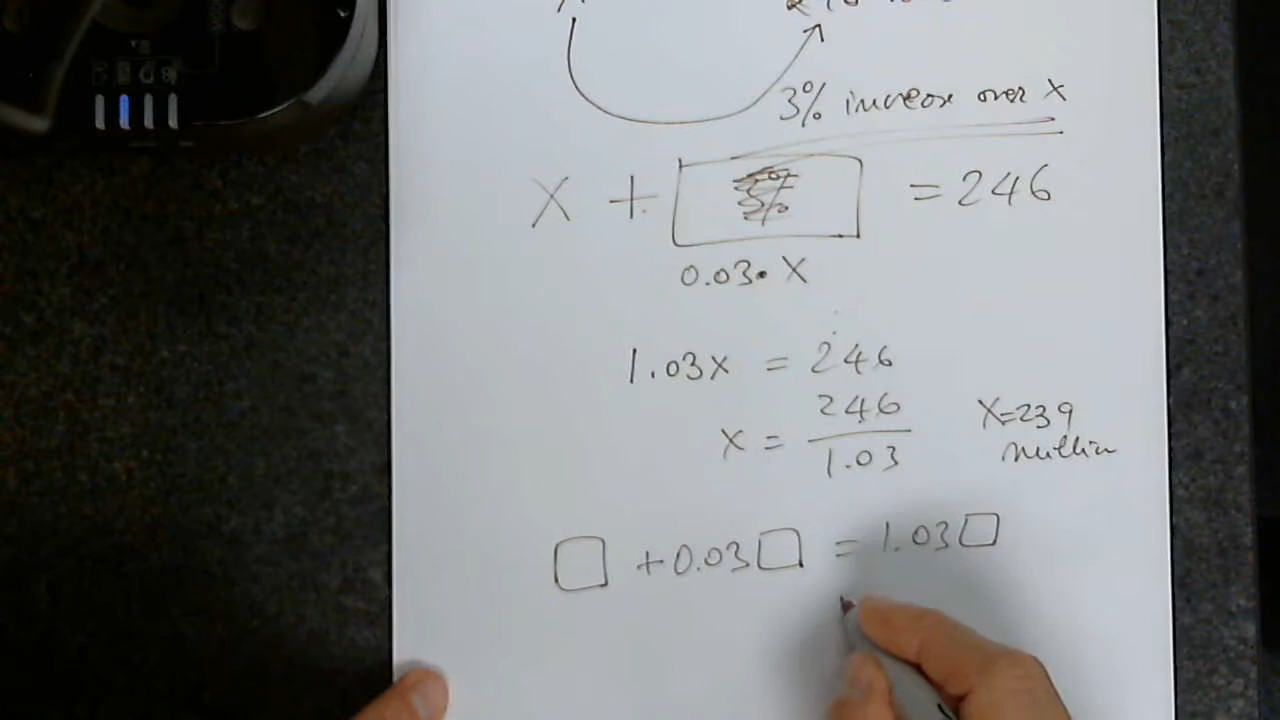 3% increase over X
X + = 246
0.03 • X
1.03x = 246
x = 246 / 1.03
X=239 million
□ + 0.03 □ = 1.03 □